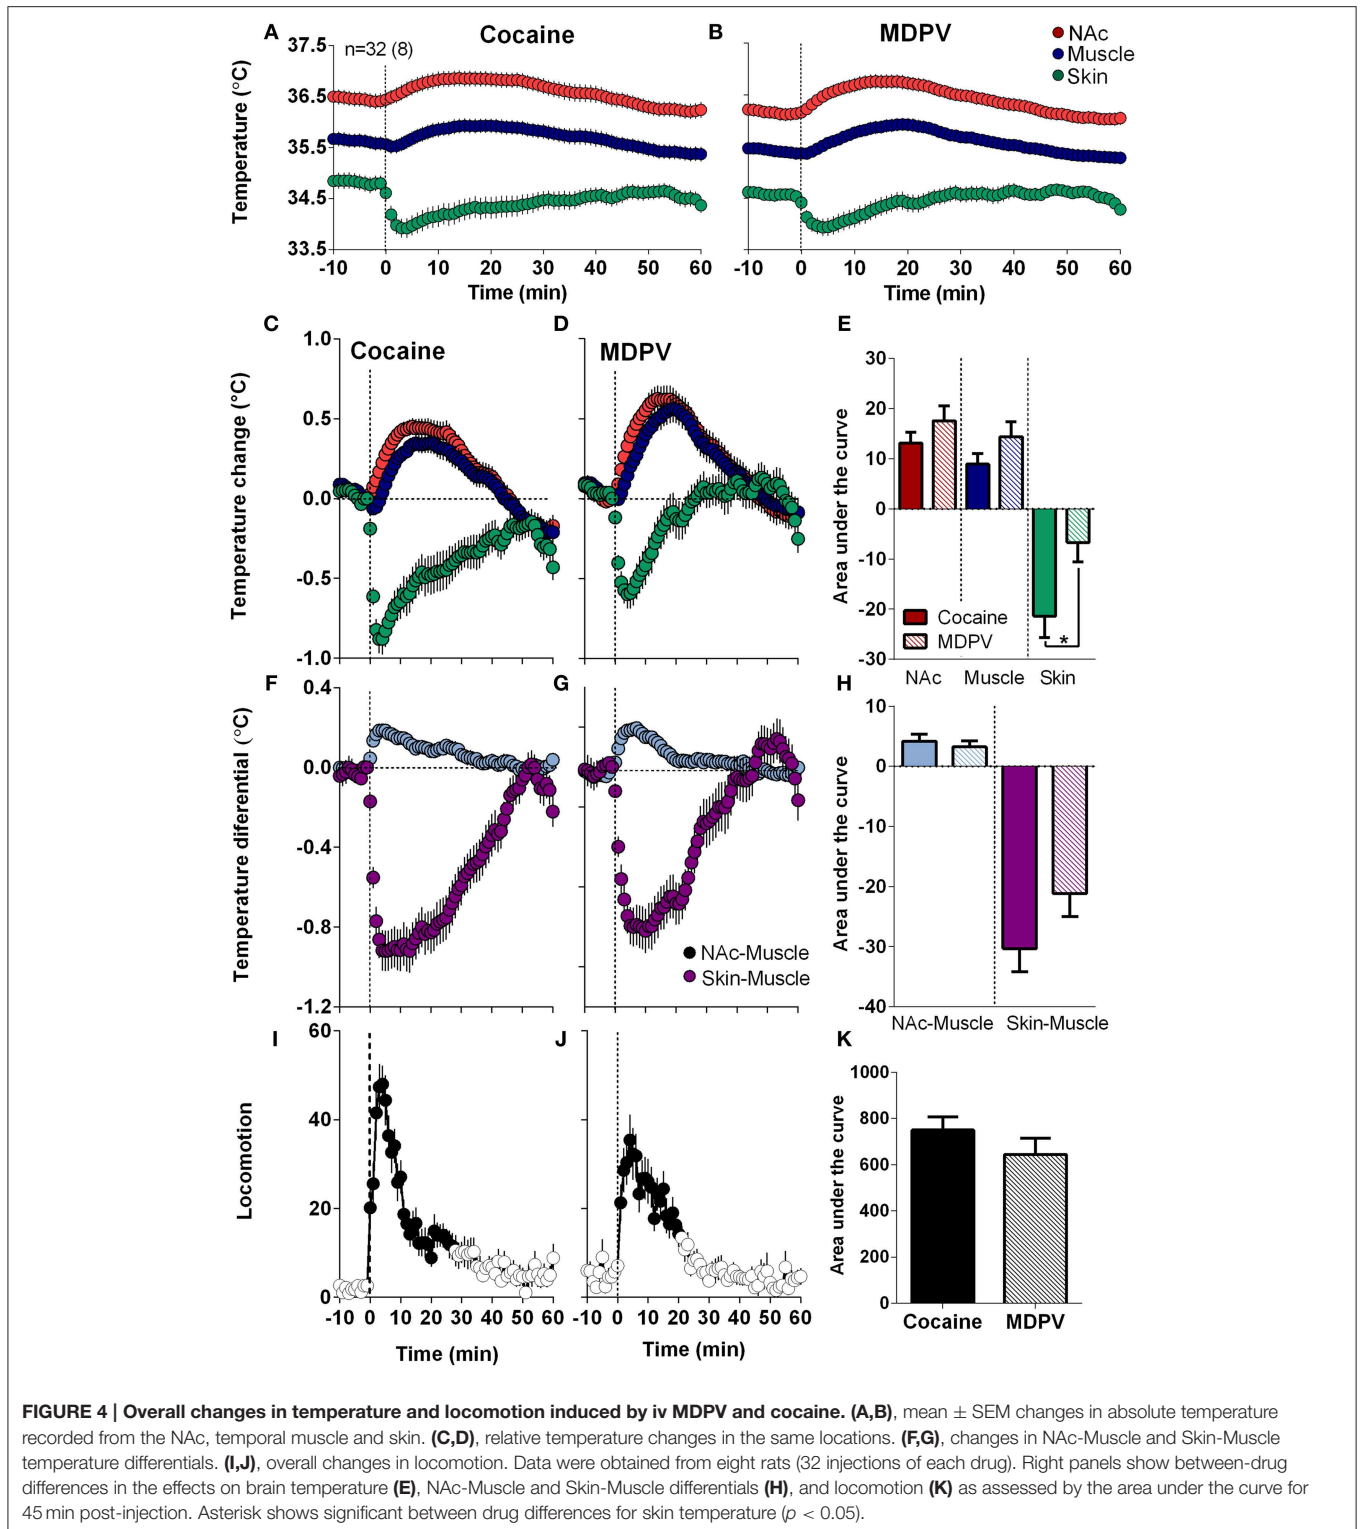 A
Cocaine
n=32 (8)
B
MDPV
NAc
Muscle
Skin
Temperature (°C)
37.5
36.5
35.5
34.5
33.5
-10 0 10 20 30 40 50 60
Time (min)
-10 0 10 20 30 40 50 60
Time (min)
C
Cocaine
D
MDPV
E
Temperature change (°C)
1.0
0.5
0.0
-0.5
-1.0
Area under the curve
30
20
10
0
-10
-20
-30
Cocaine
MDPV
*
NAc Muscle Skin
F
G
H
Temperature diferential (°C)
0.4
0.0
-0.4
-0.8
-1.2
NAc-Muscle
Skin-Muscle
Area under the curve
10
0
-10
-20
-30
-40
NAc-Muscle Skin-Muscle
I
J
K
Locomotion
60
40
20
0
-10 0 10 20 30 40 50 60
Time (min)
-10 0 10 20 30 40 50 60
Time (min)
Area under the curve
1000
800
600
400
200
0
Cocaine MDPV
FIGURE 4 | Overall changes in temperature and locomotion induced by iv MDPV and cocaine. (A,B), mean ± SEM changes in absolute temperature
recorded from the NAc, temporal muscle and skin. (C,D), relative temperature changes in the same locations. (F,G), changes in NAc-Muscle and Skin-Muscle
temperature differentials. (I,J), overall changes in locomotion. Data were obtained from eight rats (32 injections of each drug). Right panels show between-drug
differences in the effects on brain temperature (E), NAc-Muscle and Skin-Muscle differentials (H), and locomotion (K) as assessed by the area under the curve for
45 min post-injection. Asterisk shows significant between drug differences for skin temperature (p < 0.05).